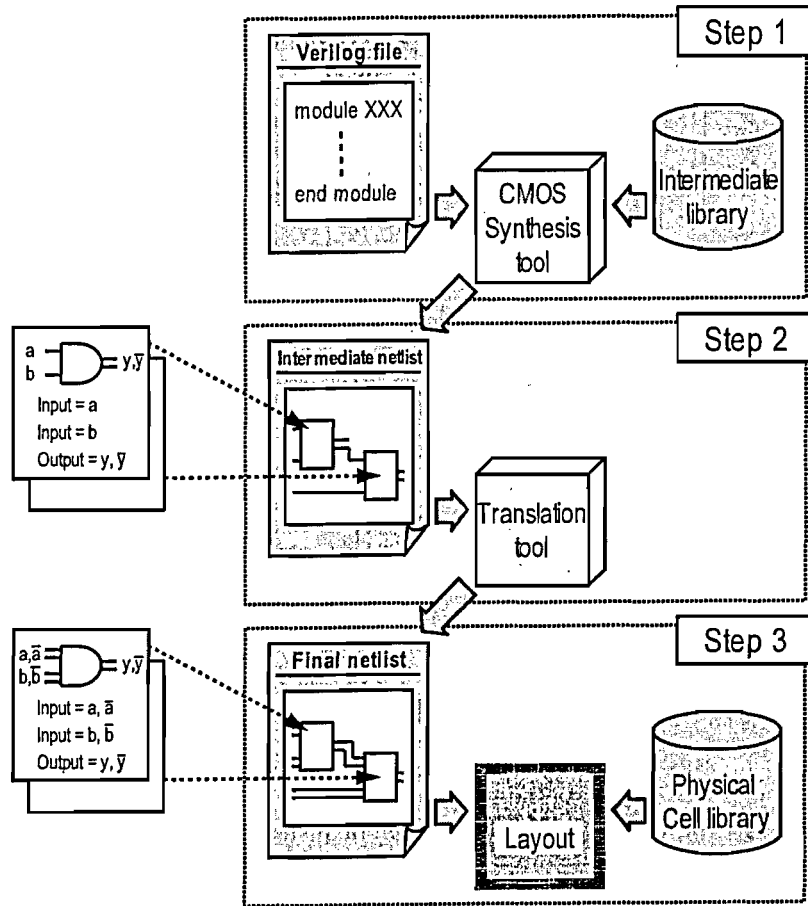 Step 1
Verilog file
module XXX
end module
CMOS
Synthesis
tool
Intermediate
library
Step 2
a
b
y,y̅
Input = a
Input = b
Output = y, y̅
Intermediate netlist
Translation
tool
Step 3
a,a̅
b,b̅
y,y̅
Input = a, a̅
Input = b, b̅
Output = y, y̅
Final netlist
Layout
Physical
Cell library